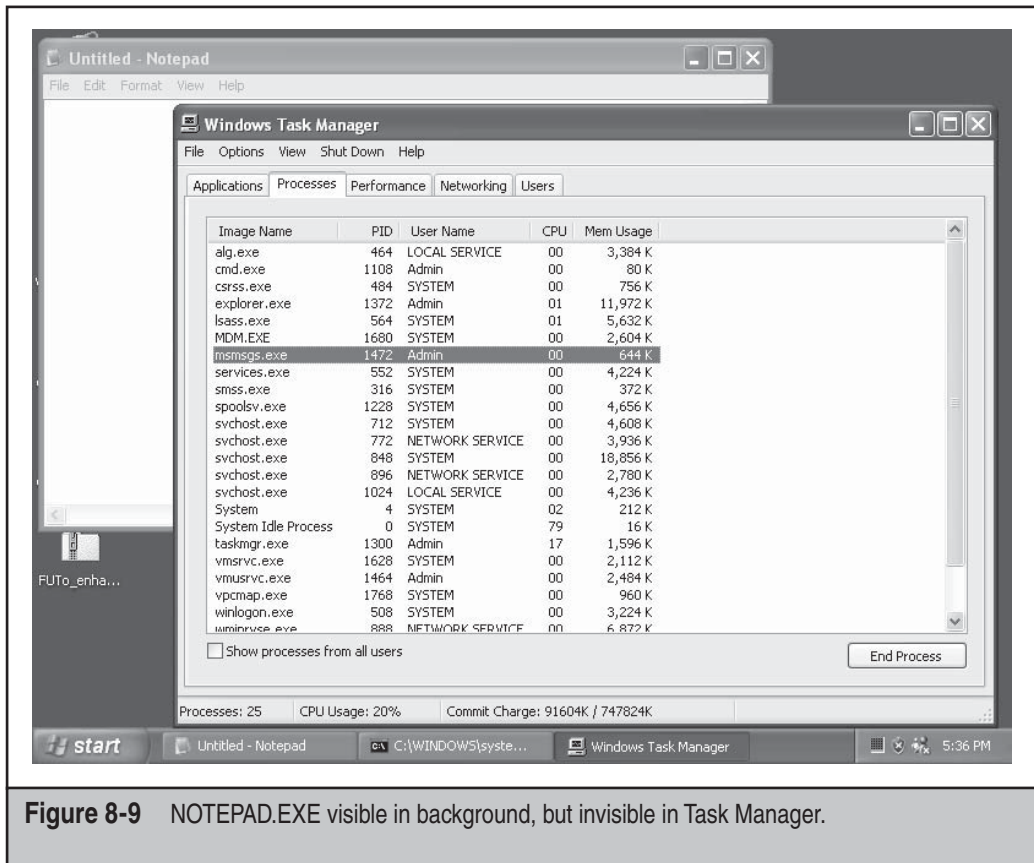 Untitled - Notepad
File Edit Format View Help
Windows Task Manager
File Options View Shut Down Help
Applications Processes Performance Networking Users
Image Name PID User Name CPU Mem Usage
alg.exe 464 LOCAL SERVICE 00 3,384 K
cmd.exe 1108 Admin 00 80 K
csrss.exe 484 SYSTEM 00 756 K
explorer.exe 1372 Admin 01 11,972 K
lsass.exe 564 SYSTEM 01 5,632 K
MDM.EXE 1680 SYSTEM 00 2,604 K
msmsgs.exe 1472 Admin 00 644 K
services.exe 552 SYSTEM 00 4,224 K
smss.exe 316 SYSTEM 00 372 K
spoolsv.exe 1228 SYSTEM 00 4,656 K
svchost.exe 712 SYSTEM 00 4,608 K
svchost.exe 772 NETWORK SERVICE 00 3,936 K
svchost.exe 848 SYSTEM 00 18,856 K
svchost.exe 896 NETWORK SERVICE 00 2,780 K
svchost.exe 1024 LOCAL SERVICE 00 4,236 K
System 4 SYSTEM 02 212 K
System Idle Process 0 SYSTEM 79 16 K
taskmgr.exe 1300 Admin 17 1,596 K
vmsrvc.exe 1628 SYSTEM 00 2,112 K
vmusrvc.exe 1464 Admin 00 2,484 K
vpcmap.exe 1768 SYSTEM 00 960 K
winlogon.exe 508 SYSTEM 00 3,224 K
wmiprvse.exe 888 NETWORK SERVICE 00 6,872 K
FUTo_enha...
Show processes from all users
End Process
Processes: 25 CPU Usage: 20% Commit Charge: 91604K / 747824K
start Untitled - Notepad C:\WINDOWS\syste... Windows Task Manager 5:36 PM
Figure 8-9 NOTEPAD.EXE visible in background, but invisible in Task Manager.